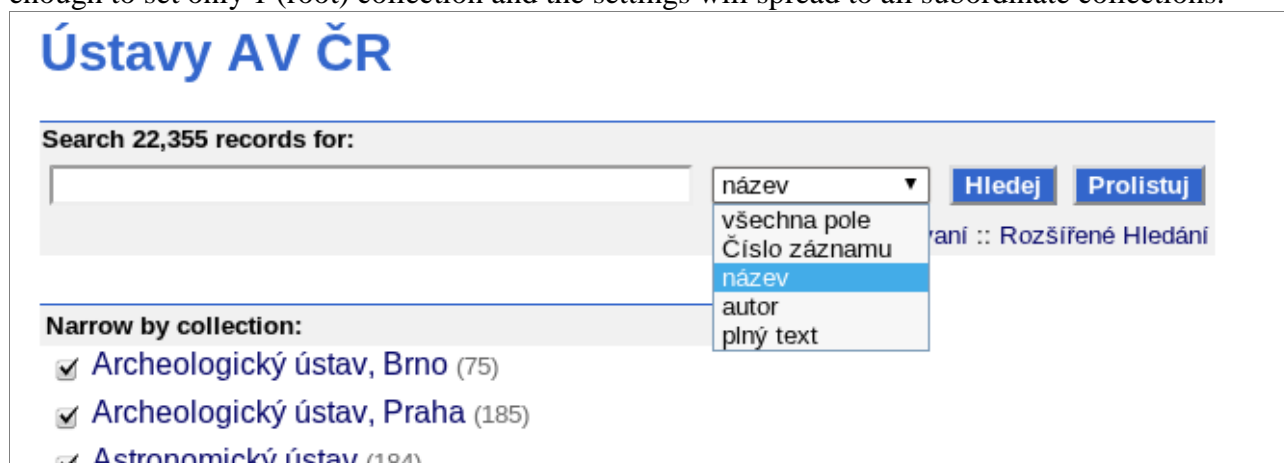 enough to set only 1 (root) collection and the settings will spread to all subordinate collections.
Ústavy AV ČR
Search 22,355 records for:
název ▼ Hledej Prolistuj
všechna pole
Číslo záznamu
název
autor
plný text
:: Rozšířené Hledání
Narrow by collection:
Archeologický ústav, Brno (75)
Archeologický ústav, Praha (185)
Astronomický ústav (184)